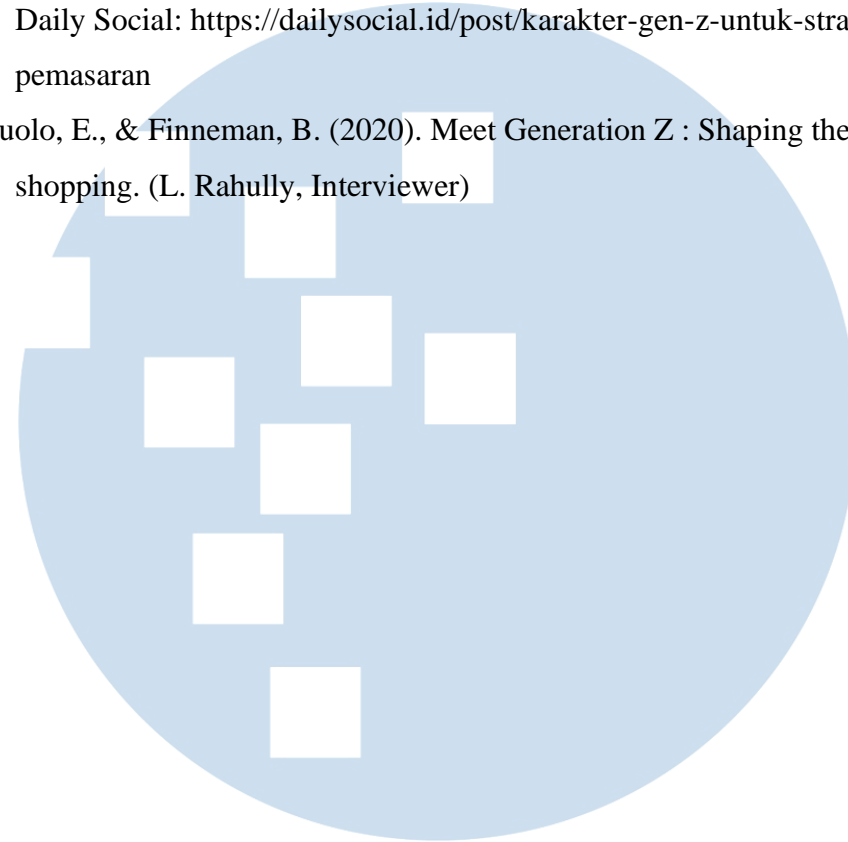 Daily Social: https://dailysocial.id/post/karakter-gen-z-untuk-stra
pemasaran
uolo, E., & Finneman, B. (2020). Meet Generation Z : Shaping the
shopping. (L. Rahully, Interviewer)